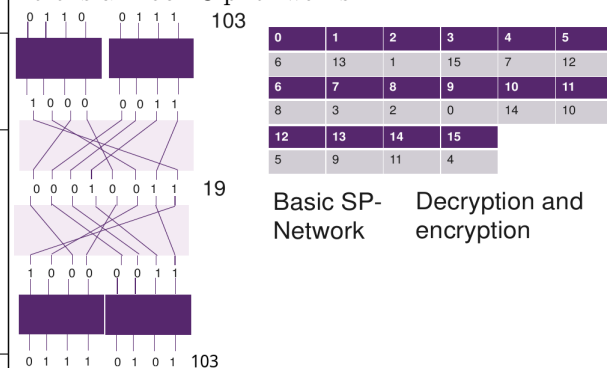 0 1 1 0 0 1 1 1 103
1 0 0 0 0 0 1 1
0 0 0 1 0 0 1 1 19
1 0 0 0 0 0 1 1
0 1 1 1 0 1 0 1 103
0 1 2 3 4 5
6 13 1 15 7 12
6 7 8 9 10 11
8 3 2 0 14 10
12 13 14 15
5 9 11 4
Basic SP-
Network
Decryption and
encryption